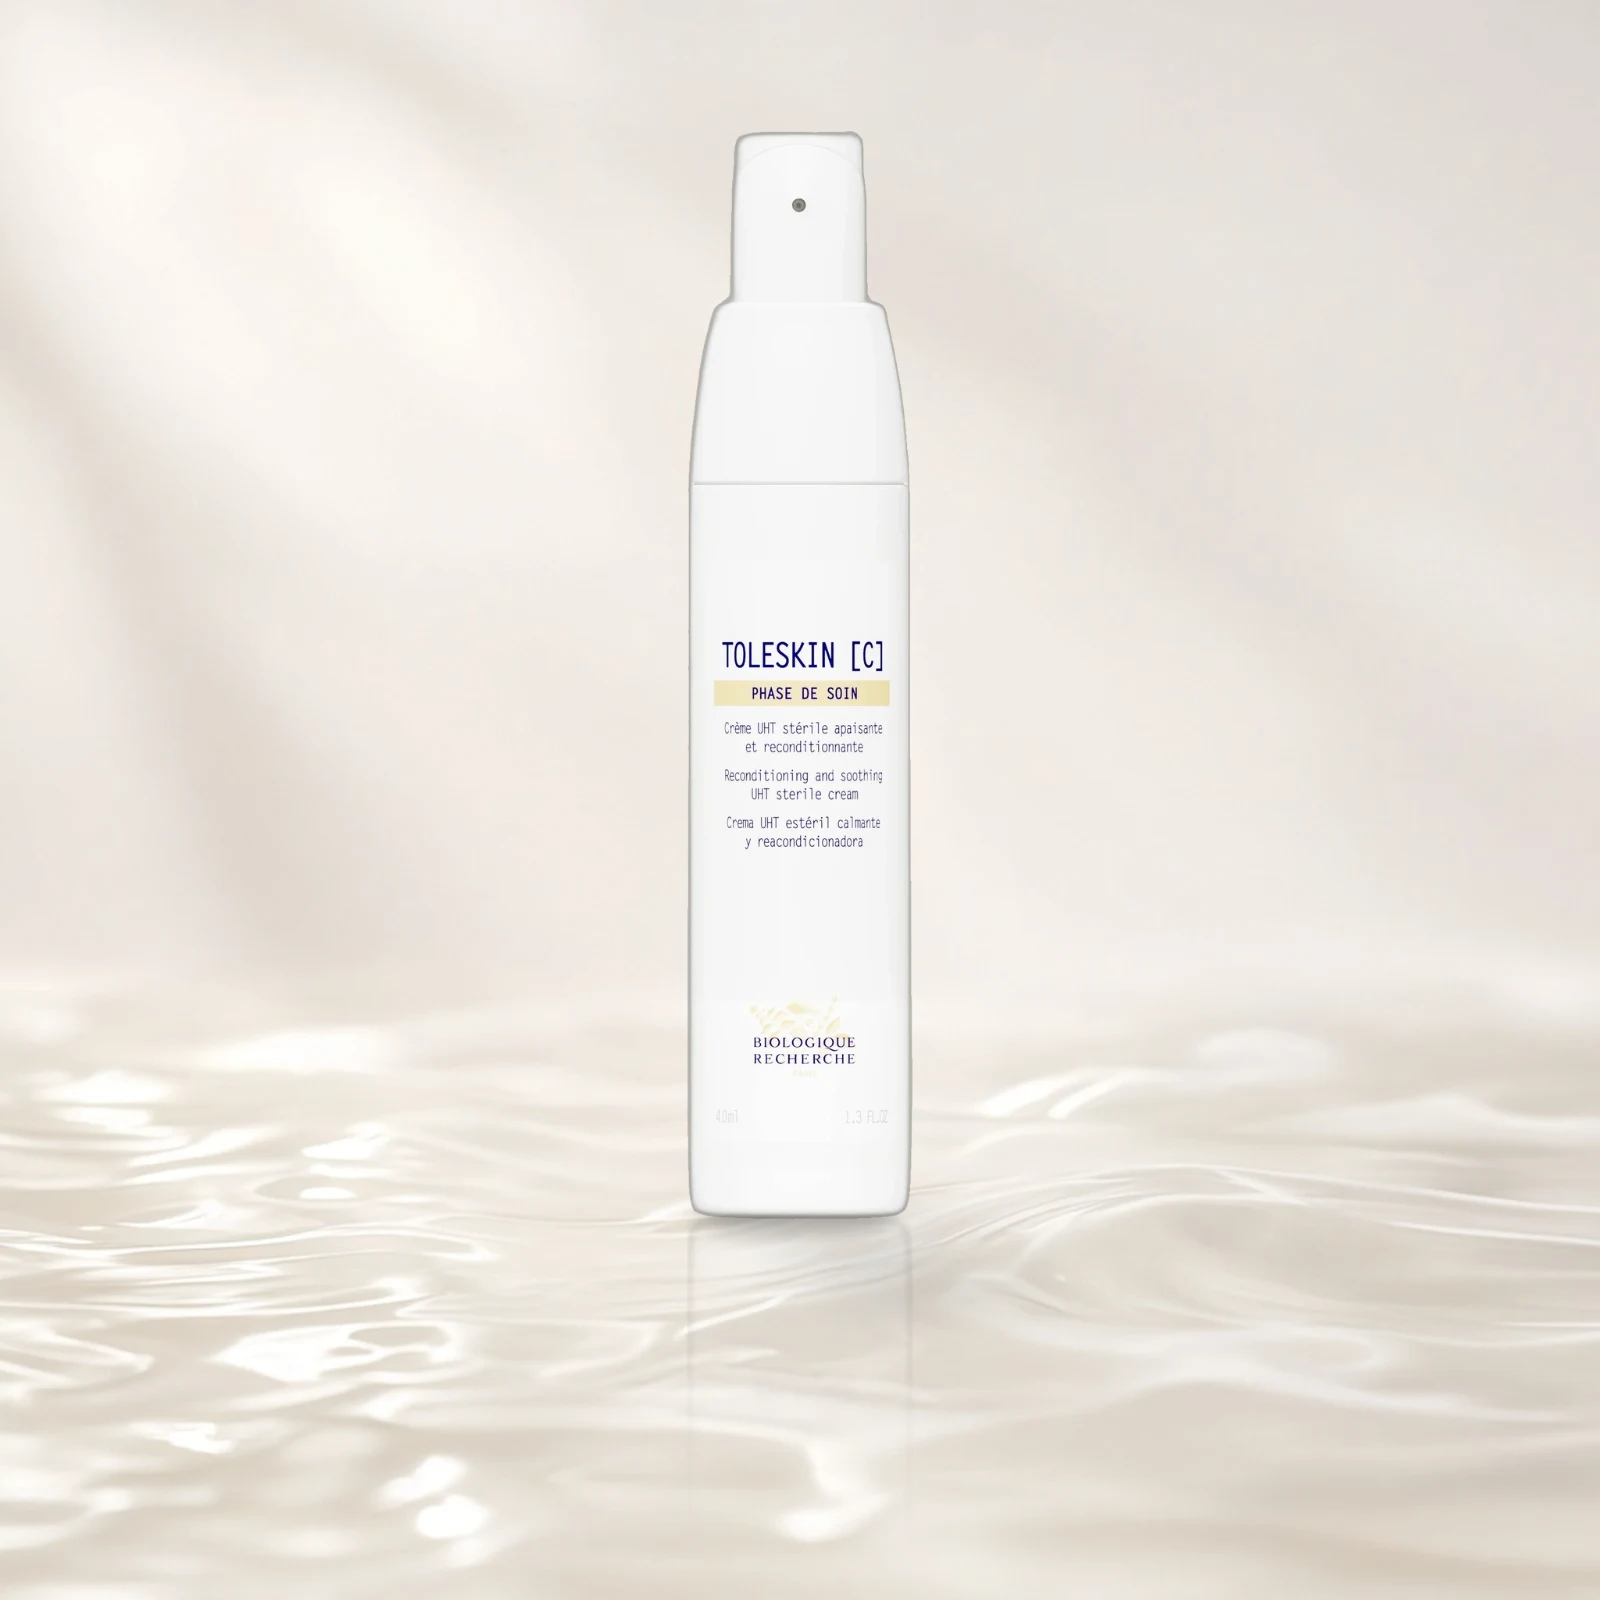 TOLESKIN [C]
PHASE DE SOIN
Crème UHT stérile apaisante
et reconditionnante
Reconditioning and soothing
UHT sterile cream
Crema UHT estéril calmante
y reacondicionadora
BIOLOGIQUE
RECHERCHE
40ml 1.3 FL.OZ